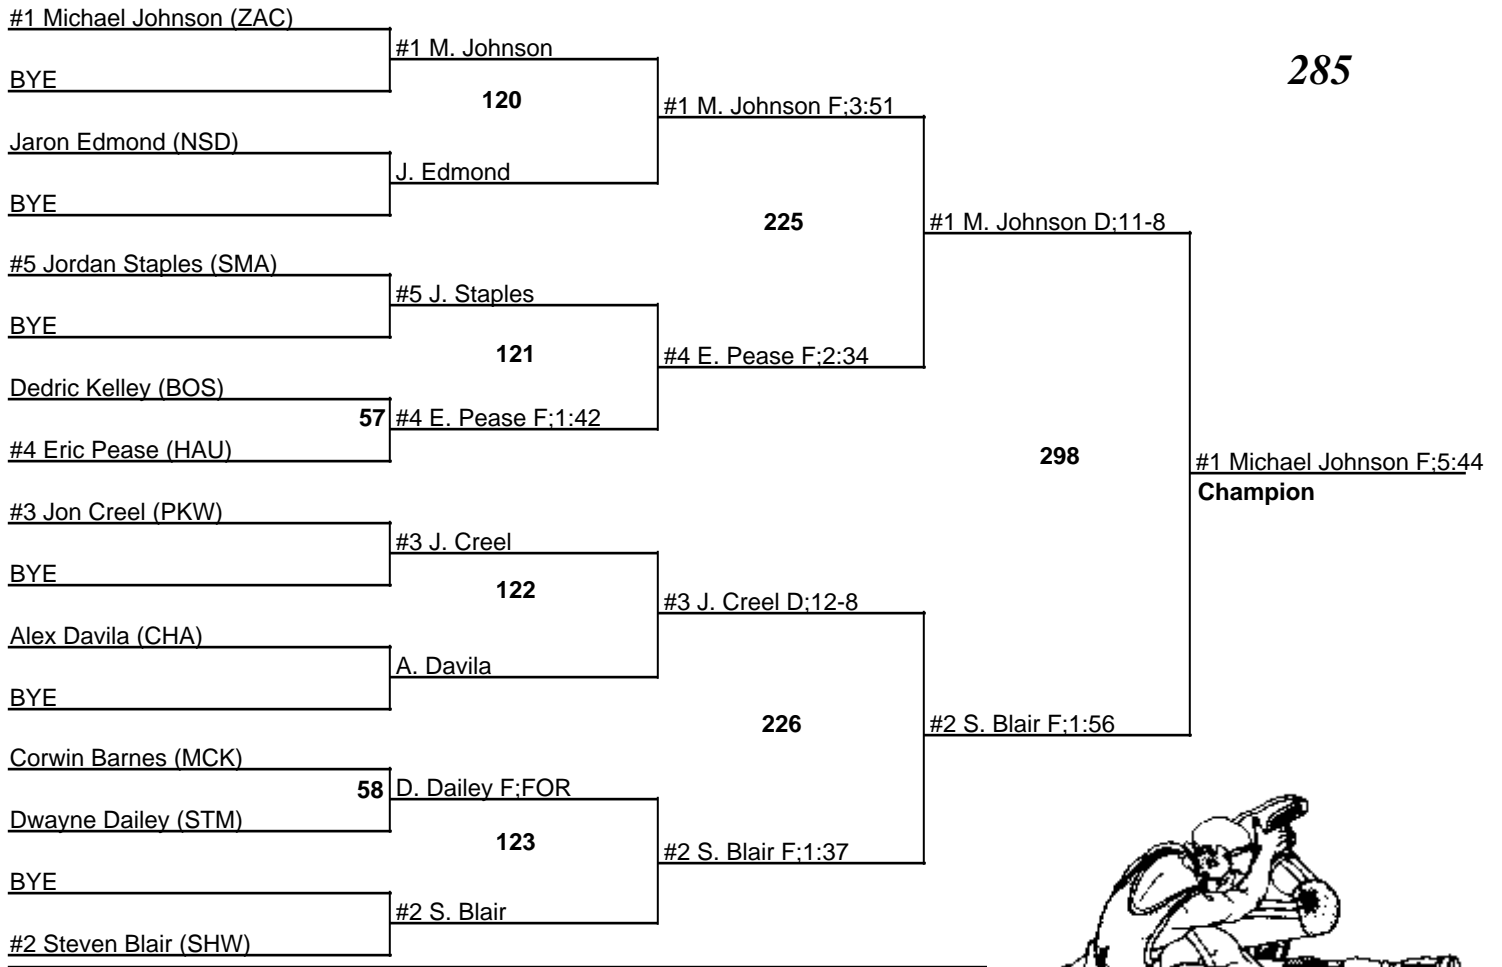 #1 Michael Johnson (ZAC)
#1 M. Johnson
285
BYE
120
#1 M. Johnson F;3:51
Jaron Edmond (NSD)
J. Edmond
BYE
225
#1 M. Johnson D;11-8
#5 Jordan Staples (SMA)
#5 J. Staples
BYE
121
#4 E. Pease F;2:34
Dedric Kelley (BOS)
57 #4 E. Pease F;1:42
#4 Eric Pease (HAU)
298
#1 Michael Johnson F;5:44
Champion
#3 Jon Creel (PKW)
#3 J. Creel
BYE
122
#3 J. Creel D;12-8
Alex Davila (CHA)
A. Davila
BYE
226
#2 S. Blair F;1:56
Corwin Barnes (MCK)
58 D. Dailey F;FOR
Dwayne Dailey (STM)
123
#2 S. Blair F;1:37
BYE
#2 S. Blair
#2 Steven Blair (SHW)